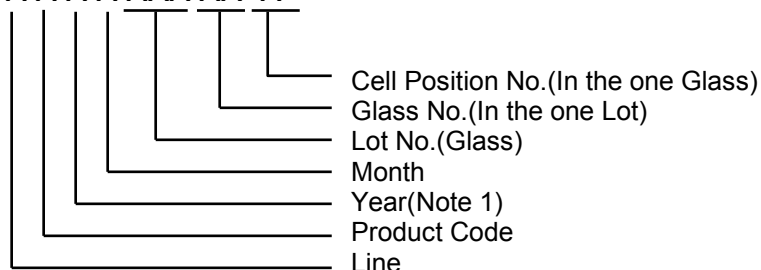 Cell Position No.(In the one Glass)
Glass No.(In the one Lot)
Lot No.(Glass)
Month
Year(Note 1)
Product Code
Line